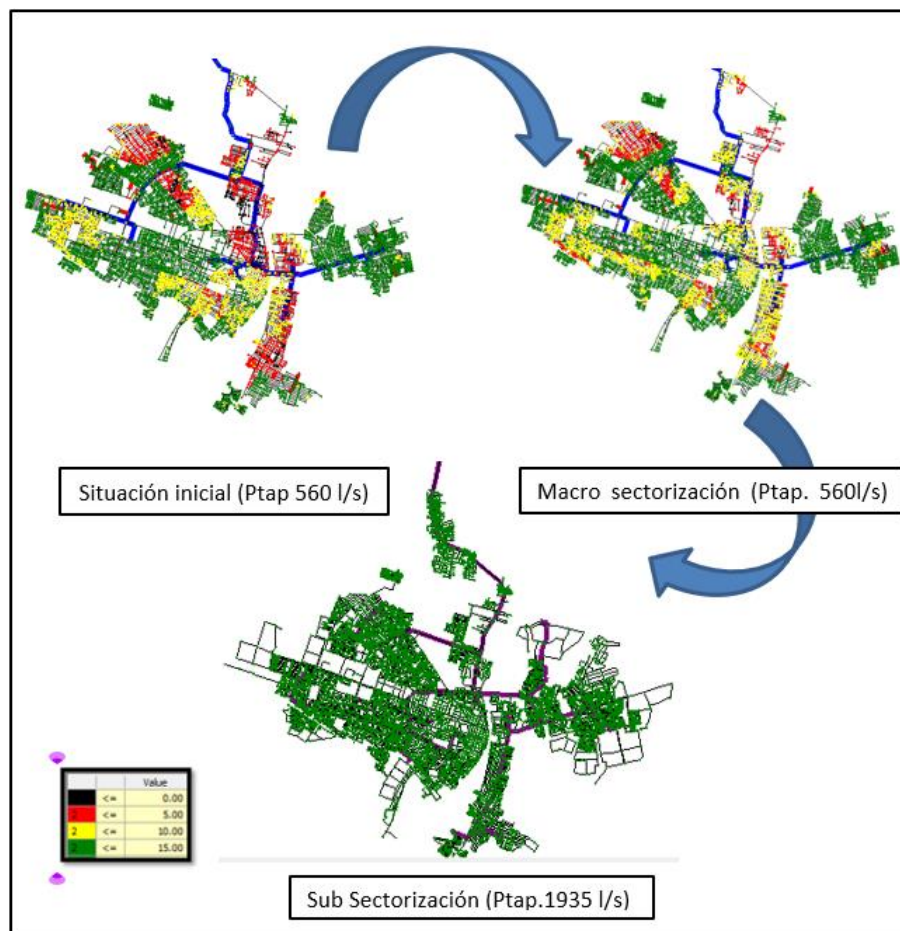 Situación inicial (Ptap 560 l/s)
Macro sectorización (Ptap. 560l/s)
Value
<= 0.00
<= 5.00
2 <= 10.00
<= 15.00
Sub Sectorización (Ptap.1935 l/s)